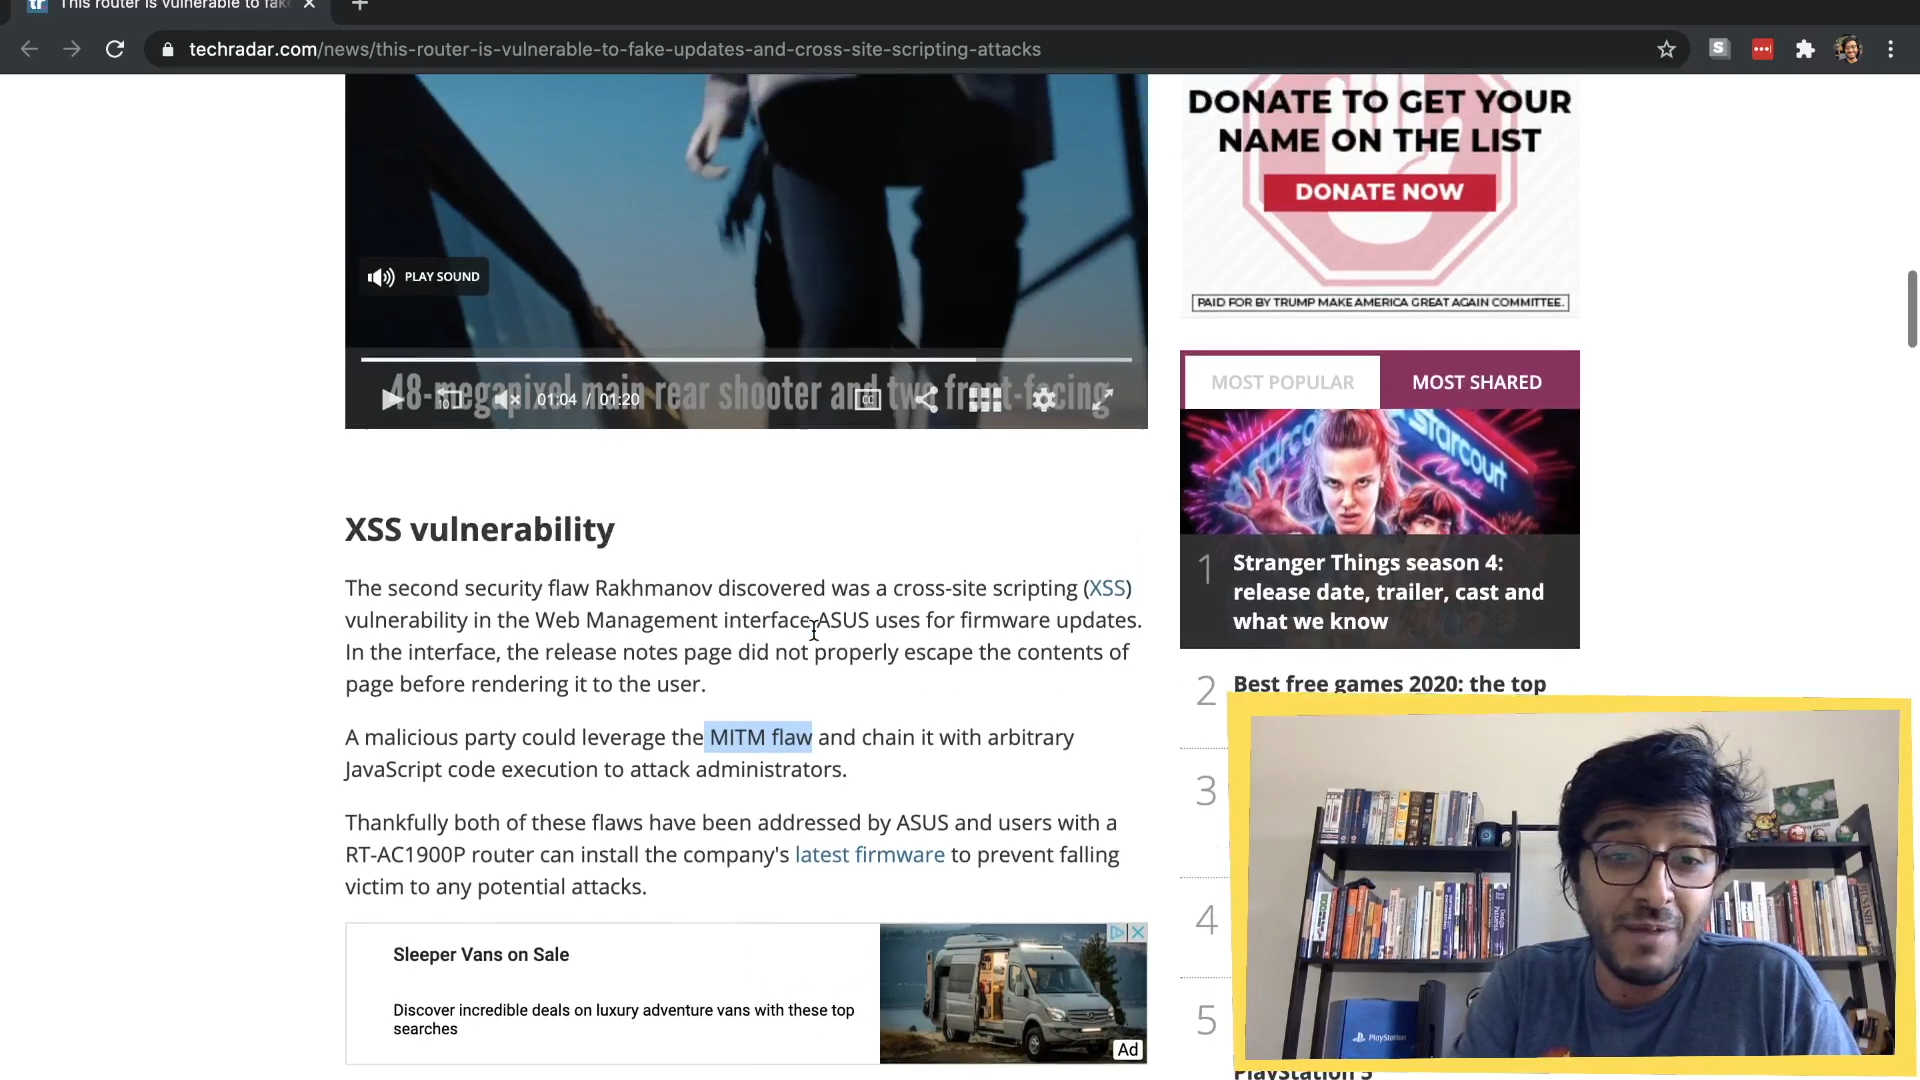 This router is vulnerable to fake
techradar.com/news/this-router-is-vulnerable-to-fake-updates-and-cross-site-scripting-attacks
DONATE TO GET YOUR
NAME ON THE LIST
DONATE NOW
PAID FOR BY TRUMP MAKE AMERICA GREAT AGAIN COMMITTEE.
PLAY SOUND
48-megapixel main rear shooter and two front-facing
10
01:04 / 01:20
CC
MOST POPULAR
MOST SHARED
1
Stranger Things season 4:
release date, trailer, cast and
what we know
2
Best free games 2020: the top
3
4
5
PlayStation 5
XSS vulnerability
The second security flaw Rakhmanov discovered was a cross-site scripting (XSS)
vulnerability in the Web Management interface ASUS uses for firmware updates.
In the interface, the release notes page did not properly escape the contents of
page before rendering it to the user.
A malicious party could leverage the MITM flaw and chain it with arbitrary
JavaScript code execution to attack administrators.
Thankfully both of these flaws have been addressed by ASUS and users with a
RT-AC1900P router can install the company's latest firmware to prevent falling
victim to any potential attacks.
Sleeper Vans on Sale
Discover incredible deals on luxury adventure vans with these top
searches
Ad
PlayStation